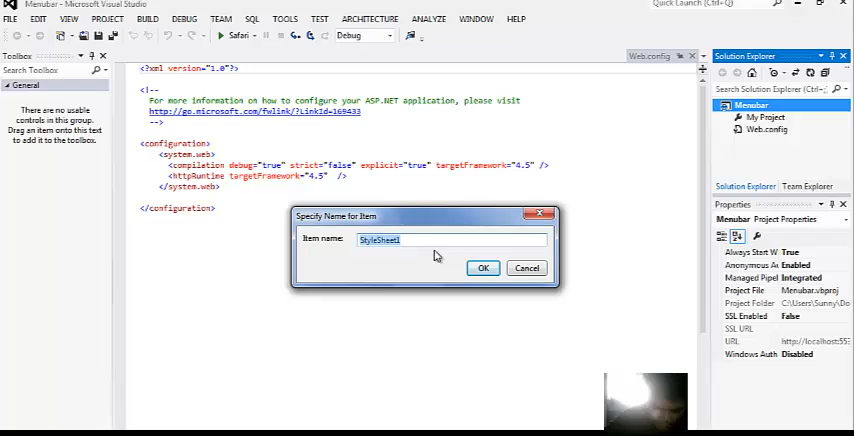 Menubar - Microsoft Visual Studio
Quick Launch (Ctrl+Q)
FILE EDIT VIEW PROJECT BUILD DEBUG TEAM SQL TOOLS TEST ARCHITECTURE ANALYZE WINDOW HELP
Safari Debug
Toolbox
Search Toolbox
General
There are no usable
controls in this group.
Drag an item onto this text
to add it to the toolbox.
Web.config
<?xml version="1.0"?>
<!--
For more information on how to configure your ASP.NET application, please visit
http://go.microsoft.com/fwlink/?LinkId=169433
-->
<configuration>
<system.web>
<compilation debug="true" strict="false" explicit="true" targetFramework="4.5" />
<httpRuntime targetFramework="4.5" />
</system.web>
</configuration>
Specify Name for Item
Item name: StyleSheet1
OK Cancel
Solution Explorer
Search Solution Explorer (Ctrl+;
Menubar
My Project
Web.config
Solution Explorer Team Explorer
Properties
Menubar Project Properties
Always Start W True
Anonymous Au Enabled
Managed Pipel Integrated
Project File Menubar.vbproj
Project Folder C:\Users\Sunny\Do
SSL Enabled False
SSL URL
URL http://localhost:553
Windows Auth Disabled